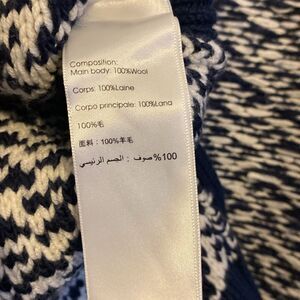 Composition:
Main body: 100%Wool
Corps: 100%Laine
Corpo principale: 100%Lana
100%毛
面料：100%羊毛
100%صوف : الجسم الرئيسي